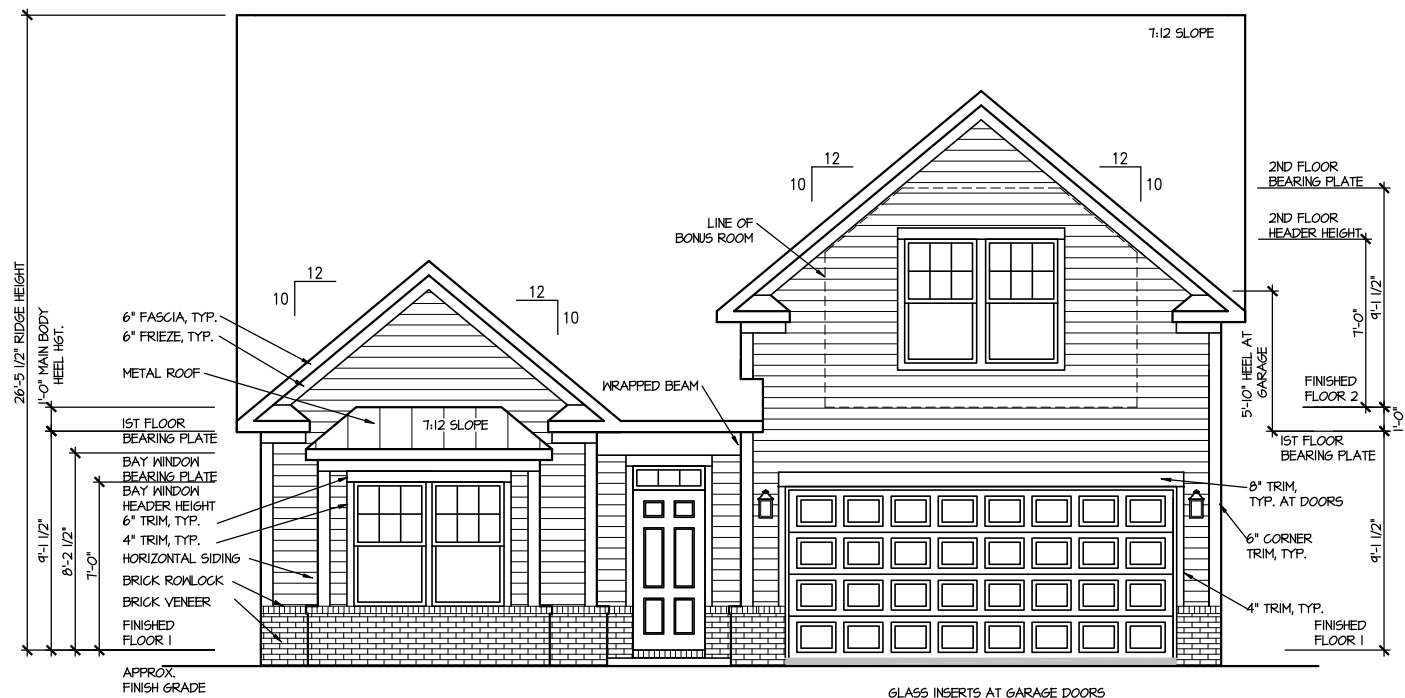 7:12 SLOPE
26'-5 1/2" RIDGE HEIGHT
1'-0" MAIN BODY
HEEL HGT.
12
10
12
10
12
10
12
10
LINE OF
BONUS ROOM
2ND FLOOR
BEARING PLATE
2ND FLOOR
HEADER HEIGHT
7'-0"
9'-1 1/2"
5'-10" HEEL AT
GARAGE
FINISHED
FLOOR 2
1'-0"
1ST FLOOR
BEARING PLATE
6" FASCIA, TYP.
6" FRIEZE, TYP.
METAL ROOF
7:12 SLOPE
WRAPPED BEAM
1ST FLOOR
BEARING PLATE
BAY WINDOW
BEARING PLATE
BAY WINDOW
HEADER HEIGHT
6" TRIM, TYP.
4" TRIM, TYP.
HORIZONTAL SIDING
BRICK ROWLOCK
BRICK VENEER
FINISHED
FLOOR 1
9'-1 1/2"
8'-2 1/2"
7'-0"
APPROX.
FINISH GRADE
8" TRIM,
TYP. AT DOORS
6" CORNER
TRIM, TYP.
9'-1 1/2"
4" TRIM, TYP.
FINISHED
FLOOR 1
GLASS INSERTS AT GARAGE DOORS